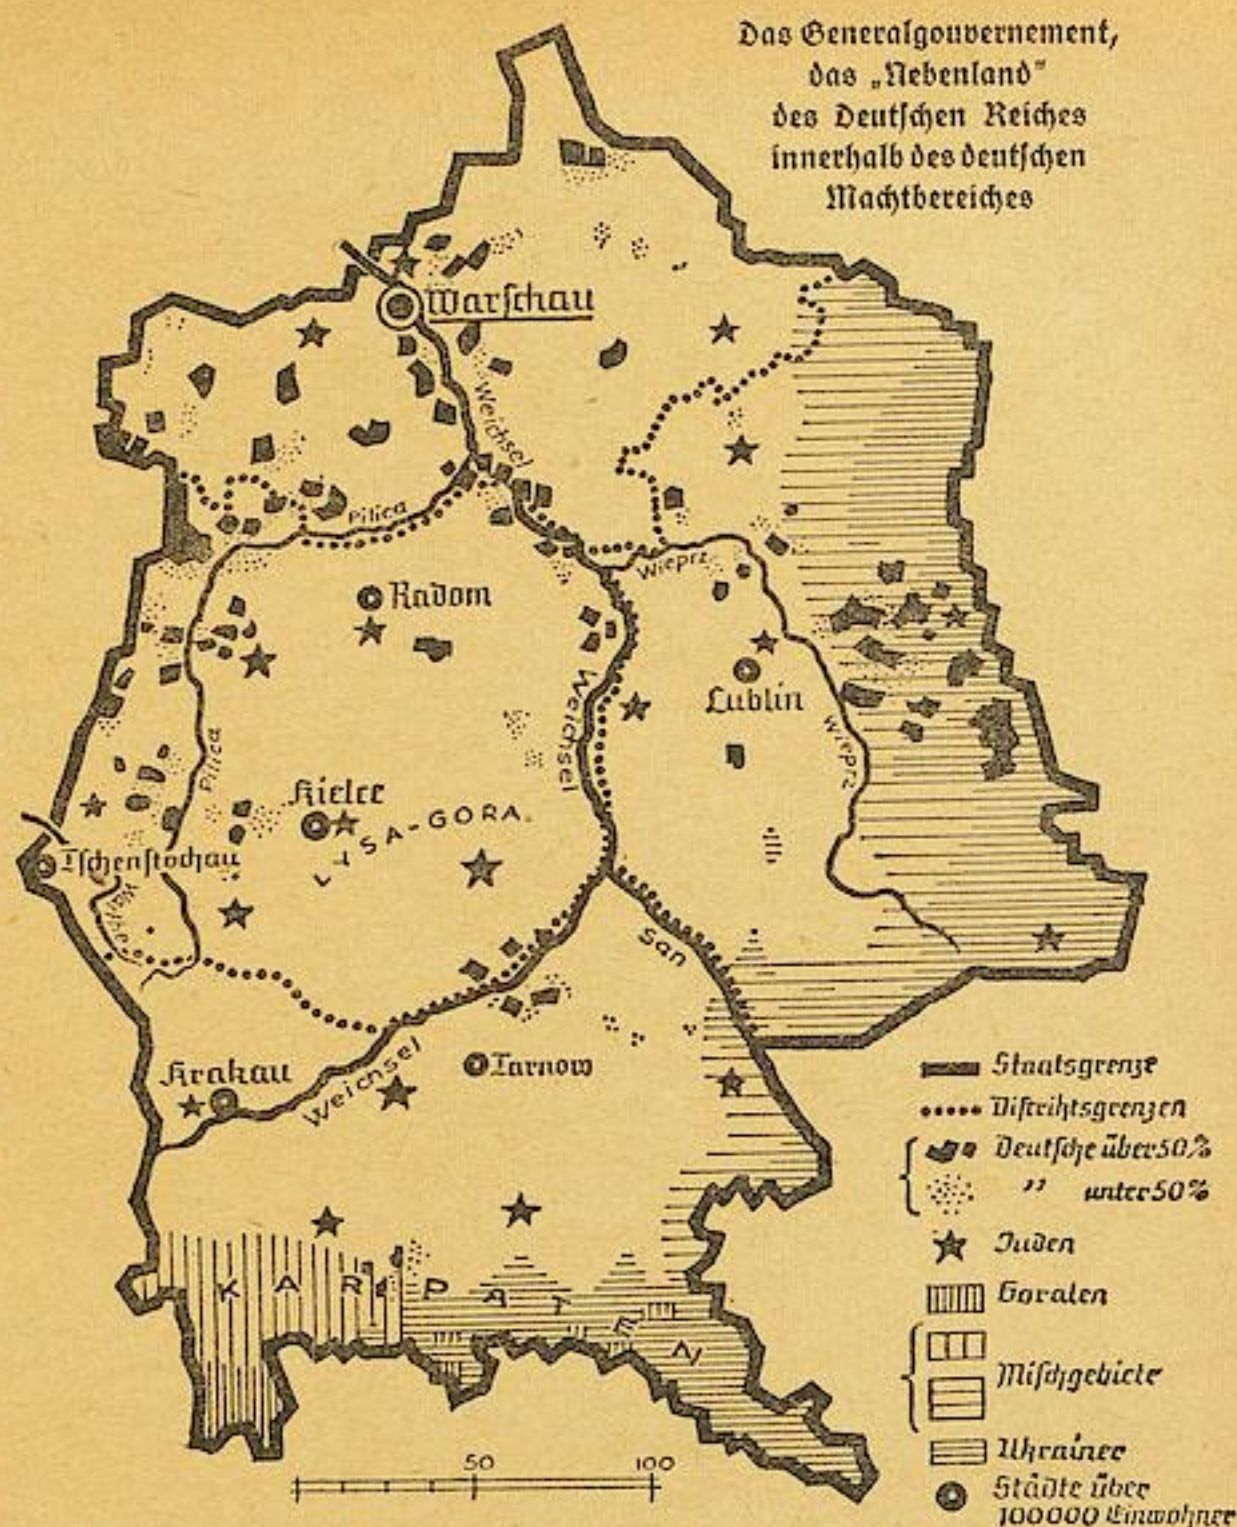 Das Generalgouvernement,
das „Nebenland"
des Deutschen Reiches
innerhalb des deutschen
Machtbereiches
Warschau
Weichsel
Pilica
Wieprz
Radom
Weichsel
Lublin
Wieprz
Pilica
Kielce
ŁYSA-GORA
Tschenstochau
Warthe
San
Krakau
Weichsel
Tarnow
KARPATEN
Staatsgrenze
Distriktsgrenzen
Deutsche über 50%
" unter 50%
Juden
Goralen
Mischgebiete
Ukrainer
Städte über
100000 Einwohner
50 100